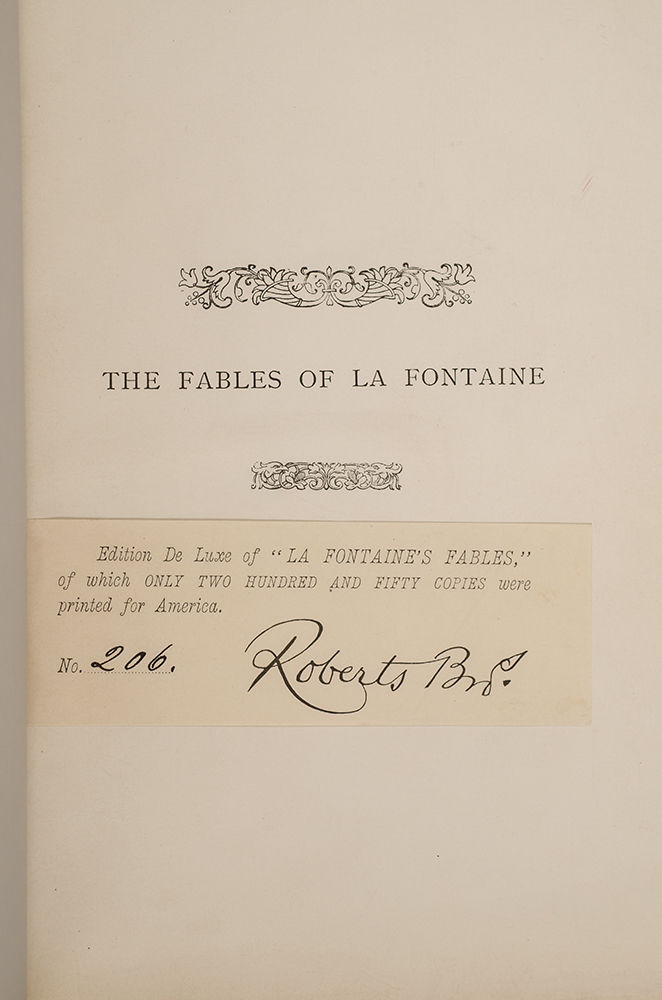 THE FABLES OF LA FONTAINE
Edition De Luxe of "LA FONTAINE'S FABLES,"
of which ONLY TWO HUNDRED AND FIFTY COPIES were
printed for America.
No. 206. Roberts Bros.